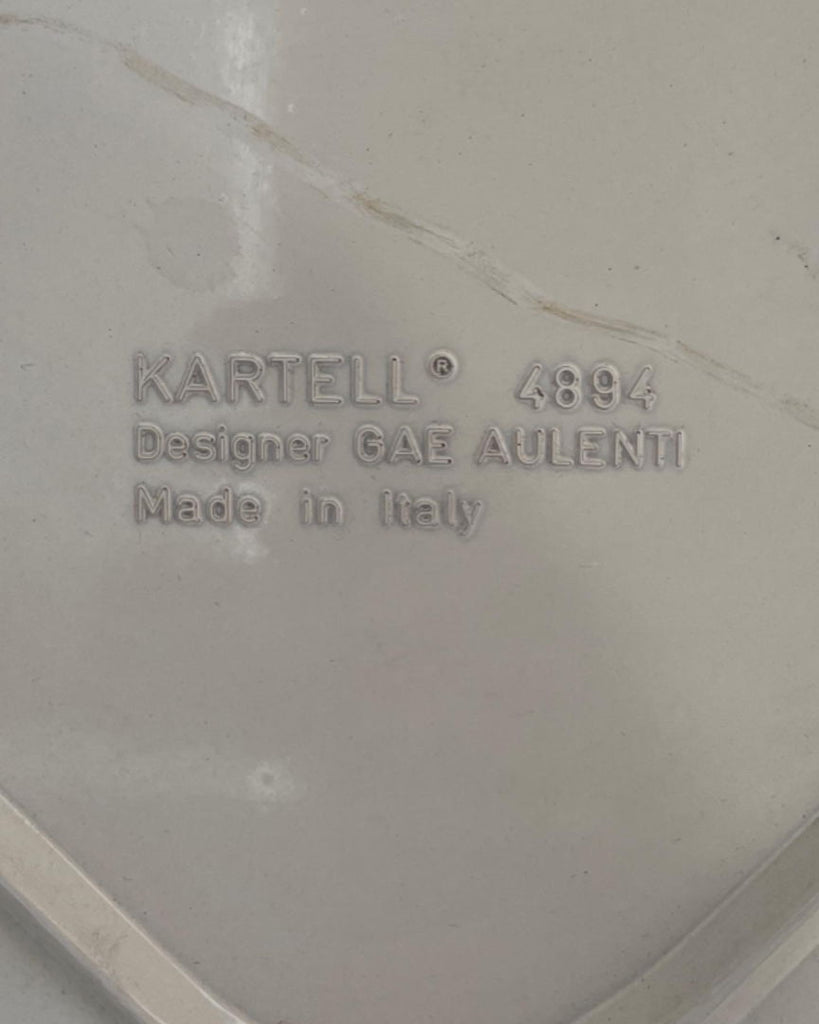 KARTELL® 4894
Designer GAE AULENTI
Made in Italy